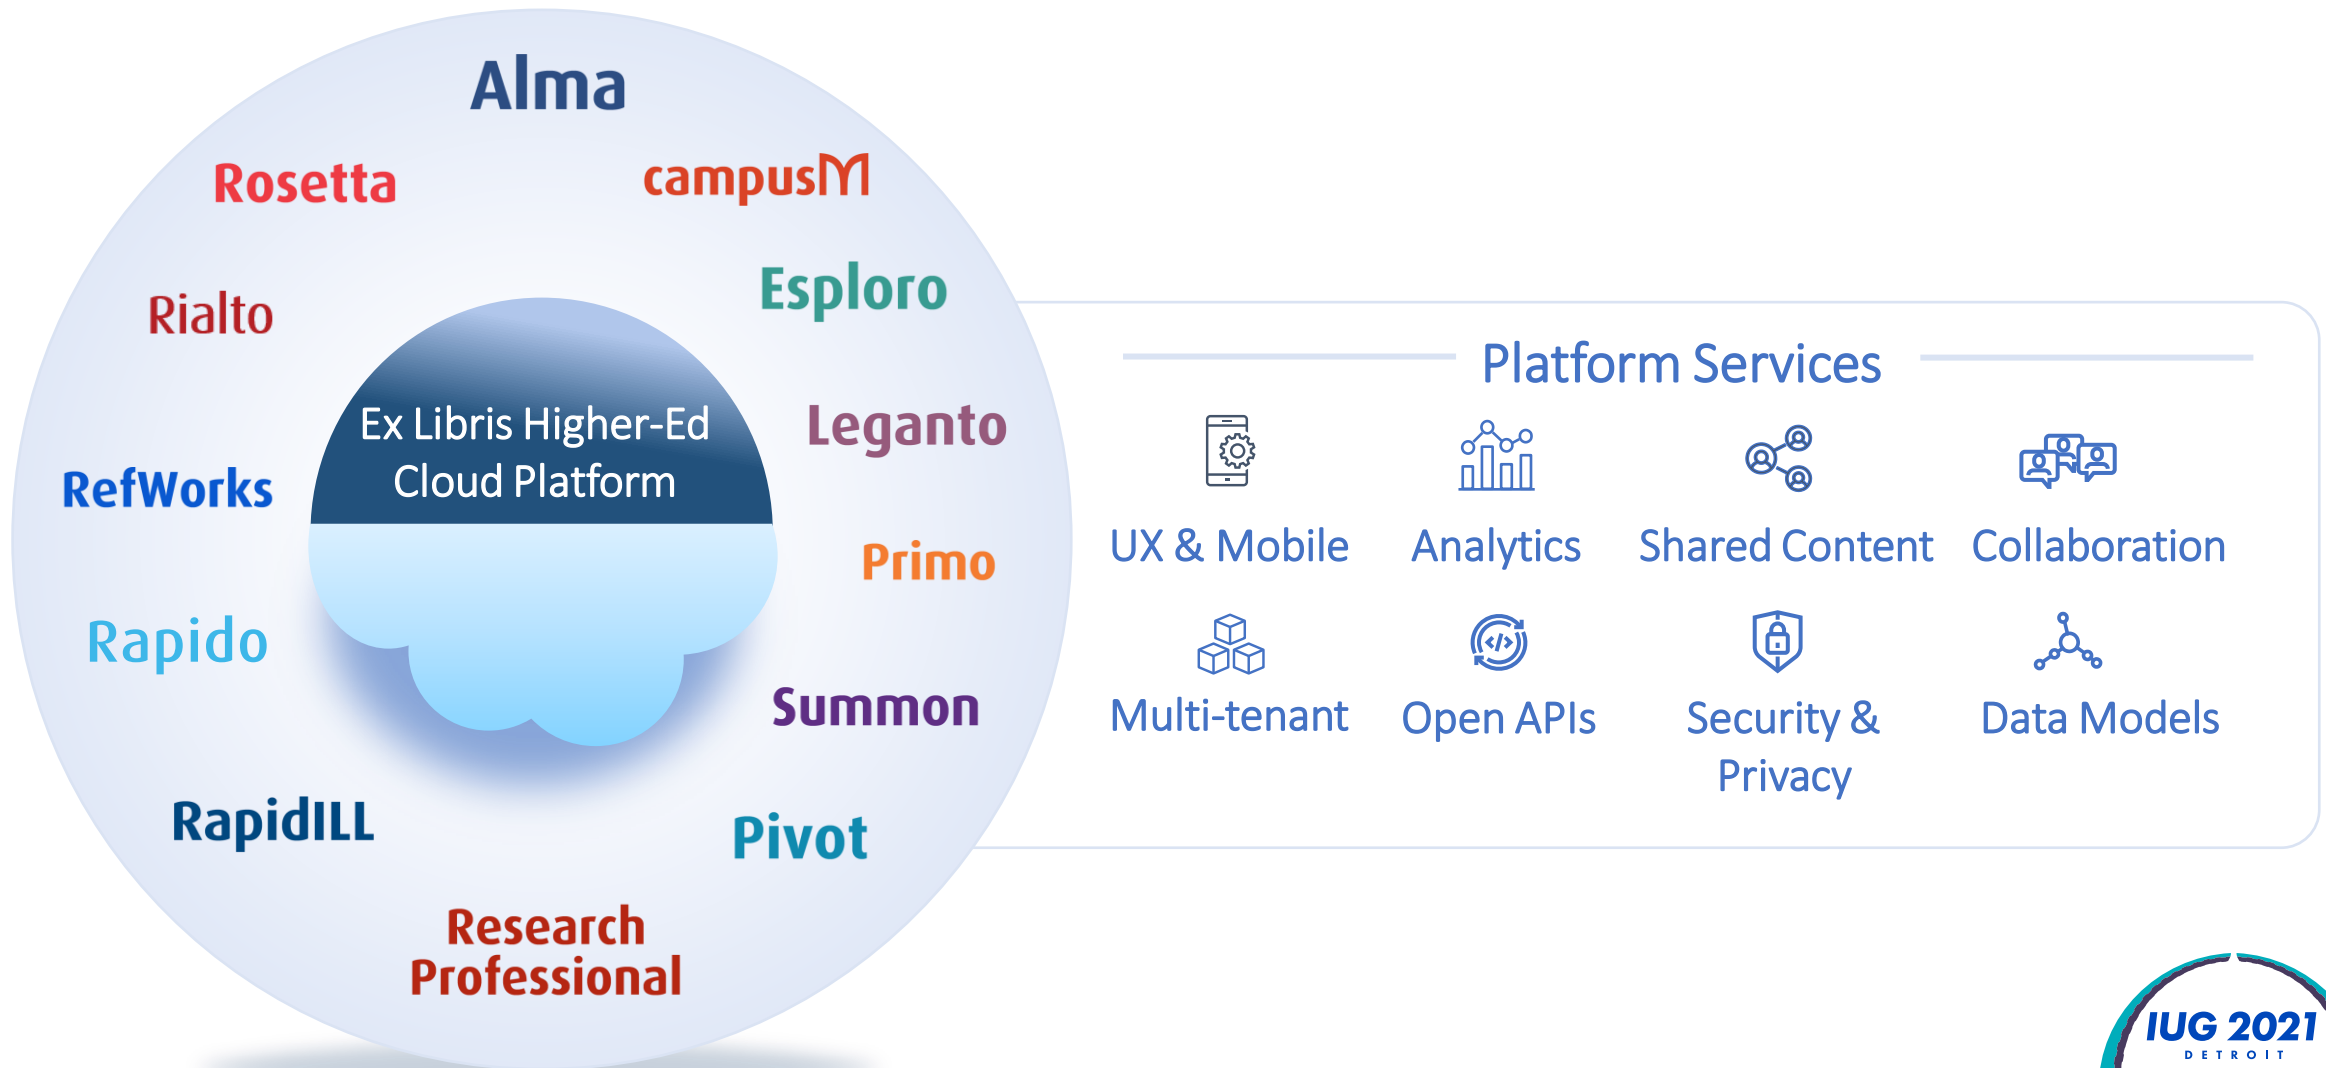 Alma
Rosetta
campusM
Esploro
Rialto
Ex Libris Higher-Ed
Cloud Platform
Leganto
RefWorks
Primo
Rapido
Summon
RapidILL
Pivot
Research
Professional
Platform Services
UX & Mobile
Analytics
Shared Content
Collaboration
Multi-tenant
Open APIs
Security &
Privacy
Data Models
IUG 2021
DETROIT